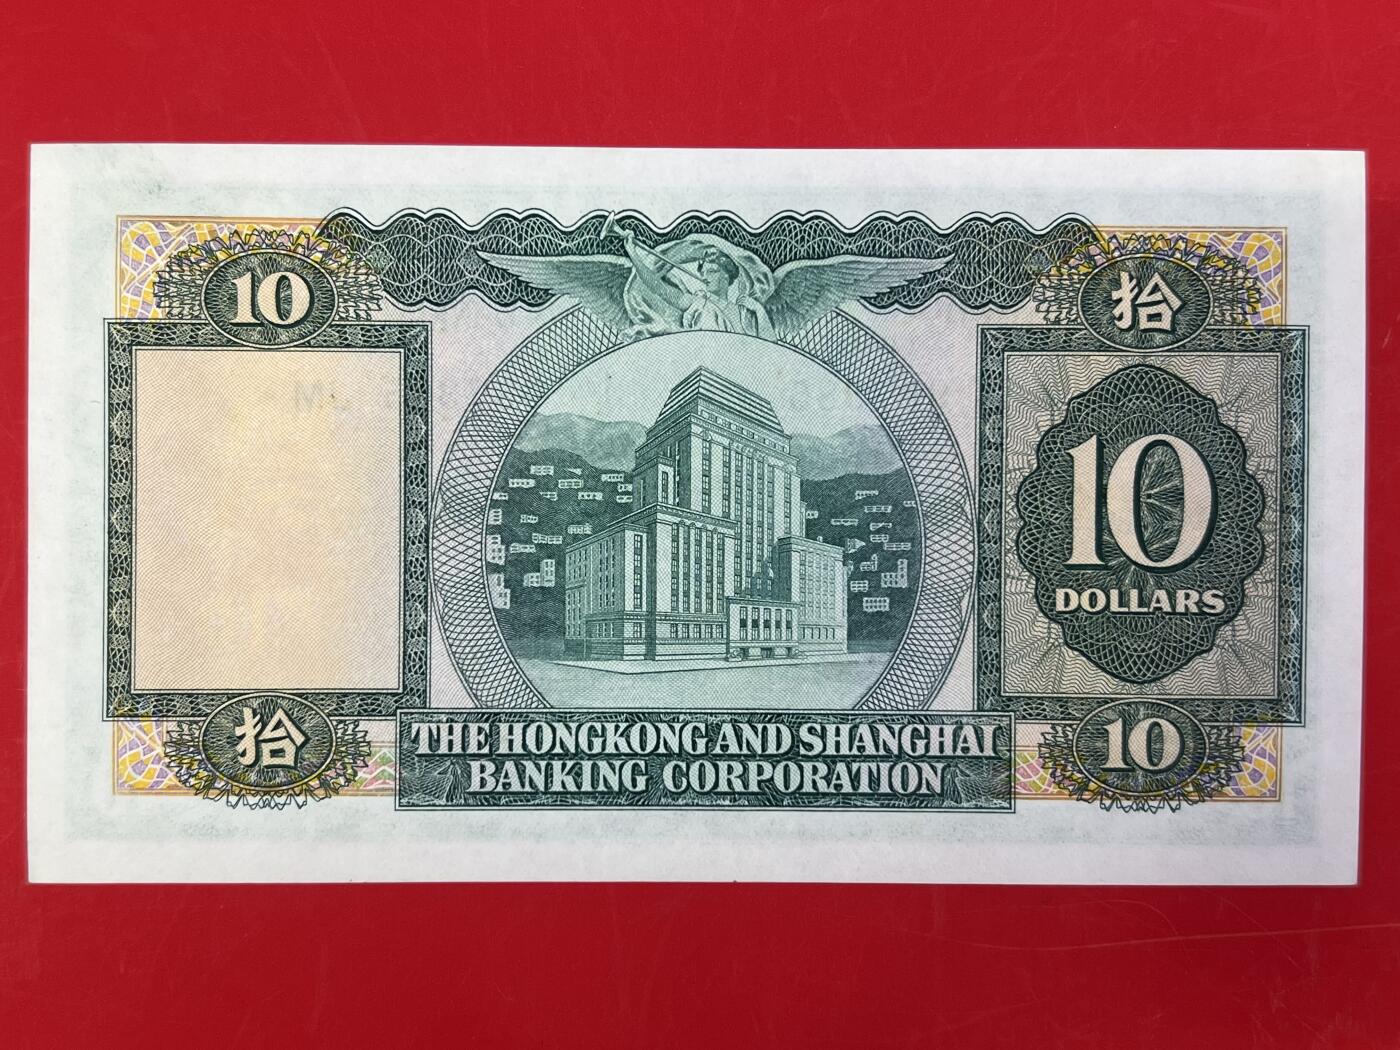 10
拾
10
DOLLARS
拾
THE HONGKONG AND SHANGHAI
BANKING CORPORATION
10